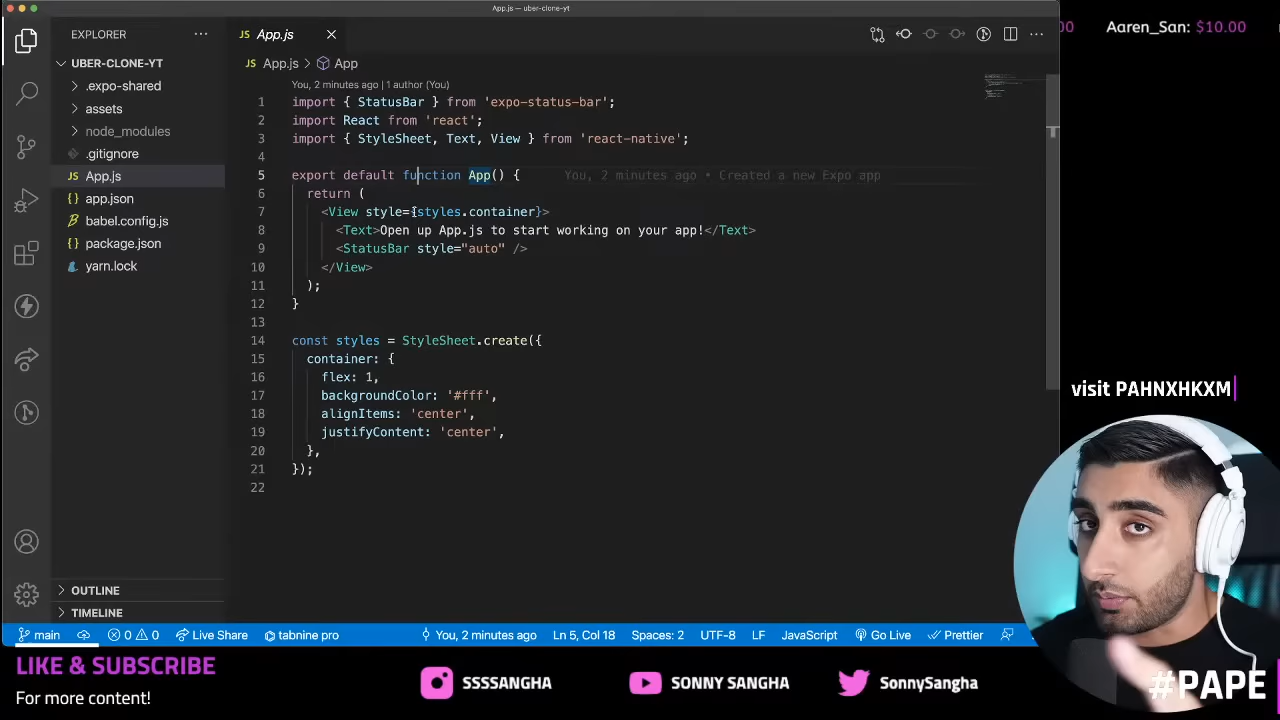 App.js — uber-clone-yt
EXPLORER
UBER-CLONE-YT
.expo-shared
assets
node_modules
.gitignore
JS App.js
{} app.json
babel.config.js
{} package.json
yarn.lock
OUTLINE
TIMELINE
JS App.js
JS App.js > App
You, 2 minutes ago | 1 author (You)
1 import { StatusBar } from 'expo-status-bar';
2 import React from 'react';
3 import { StyleSheet, Text, View } from 'react-native';
4
5 export default function App() { You, 2 minutes ago • Created a new Expo app
6 return (
7 <View style={styles.container}>
8 <Text>Open up App.js to start working on your app!</Text>
9 <StatusBar style="auto" />
10 </View>
11 );
12 }
13
14 const styles = StyleSheet.create({
15 container: {
16 flex: 1,
17 backgroundColor: '#fff',
18 alignItems: 'center',
19 justifyContent: 'center',
20 },
21 });
22
main 0 0 Live Share tabnine pro You, 2 minutes ago Ln 5, Col 18 Spaces: 2 UTF-8 LF JavaScript Go Live Prettier
00 Aaren_San: $10.00
visit PAHNXHKXM
LIKE & SUBSCRIBE
For more content!
SSSSANGHA
SONNY SANGHA
SonnySangha
#PAPE